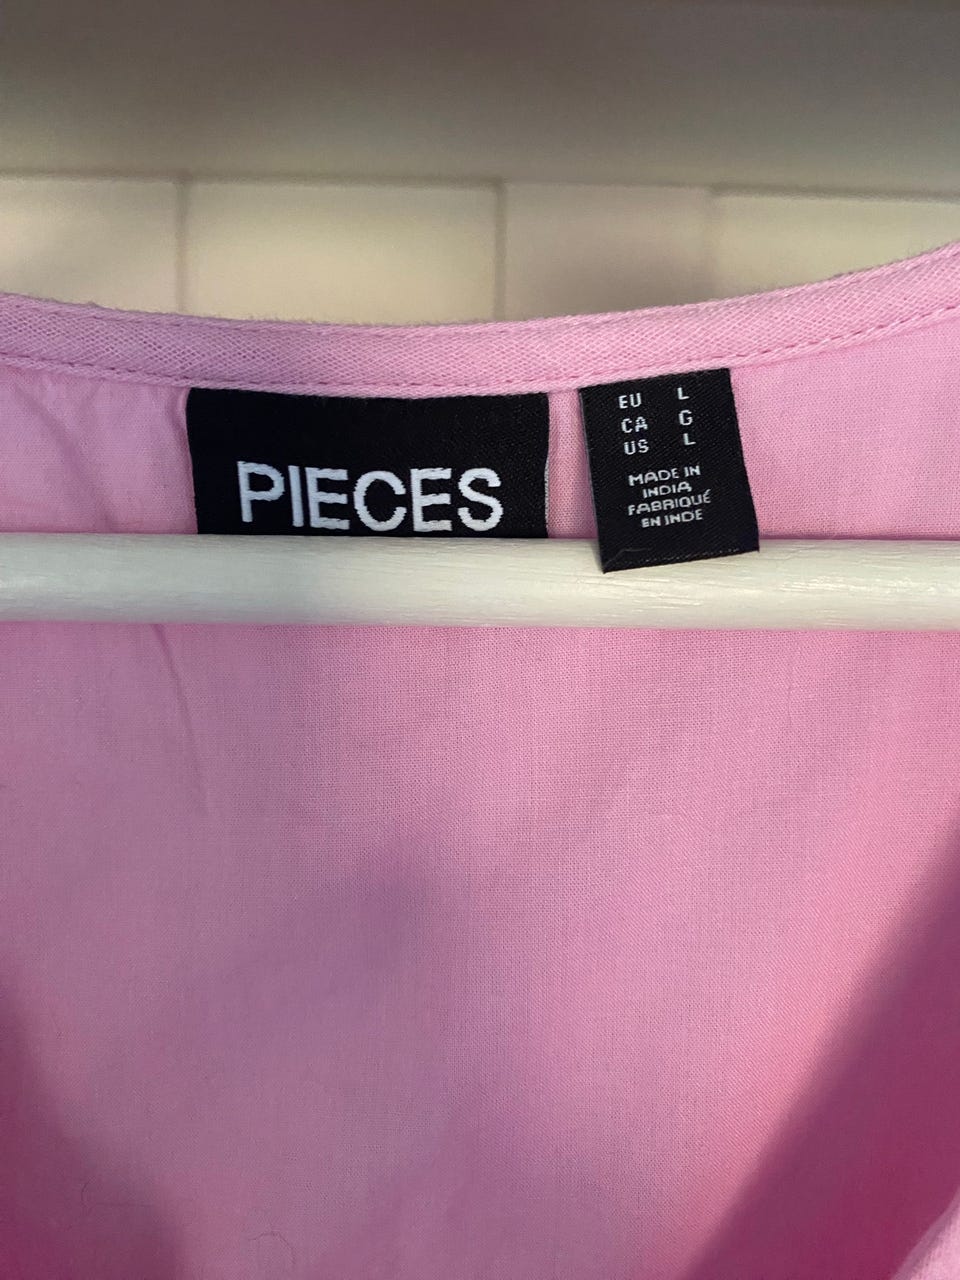 PIECES
EU L
CA G
US L
MADE IN
INDIA
FABRIQUÉ
EN INDE